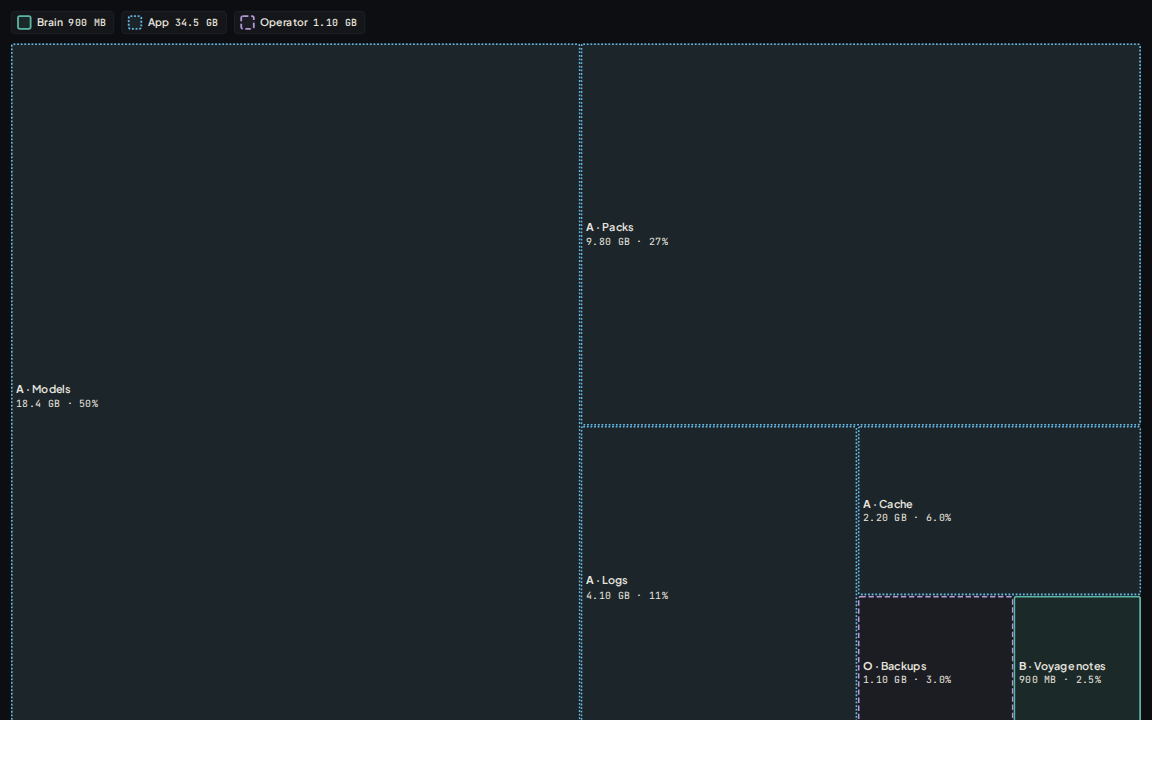 Brain 900 MB
App 34.5 GB
Operator 1.10 GB
A · Packs
9.80 GB · 27%
A · Models
18.4 GB · 50%
A · Cache
2.20 GB · 6.0%
A · Logs
4.10 GB · 11%
O · Backups
1.10 GB · 3.0%
B · Voyage notes
900 MB · 2.5%